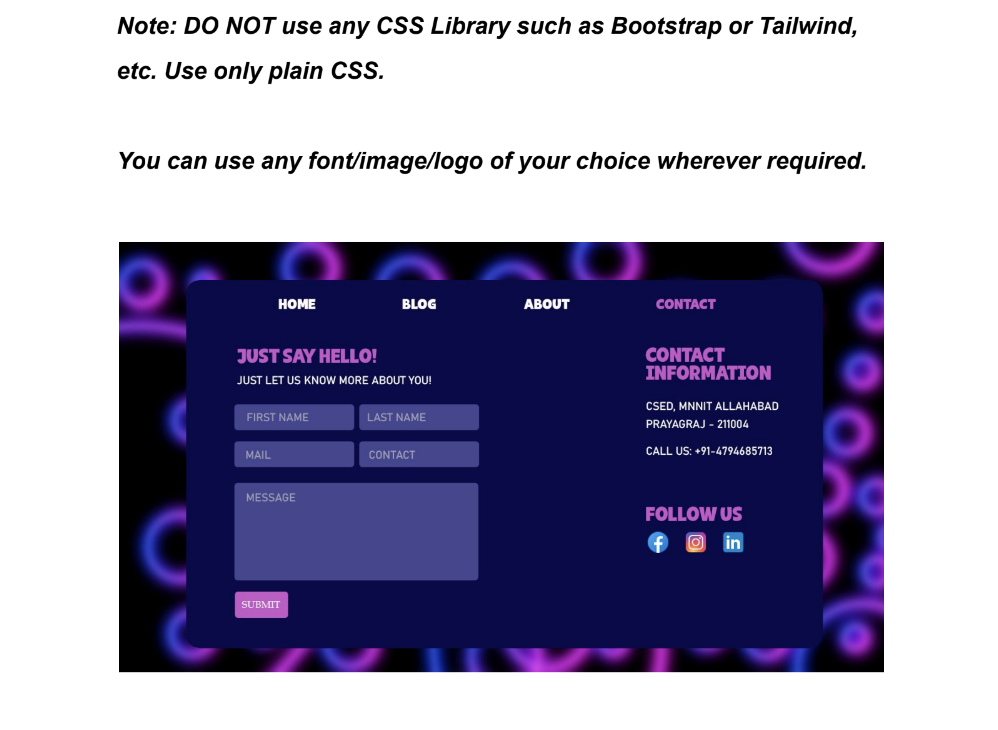 Note: DO NOT use any CSS Library such as Bootstrap or Tailwind,
etc. Use only plain CSS.
You can use any font/image/logo of your choice wherever required.
HOME BLOG ABOUT CONTACT
JUST SAY HELLO!
JUST LET US KNOW MORE ABOUT YOU!
FIRST NAME LAST NAME
MAIL CONTACT
MESSAGE
SUBMIT
CONTACT
INFORMATION
CSED, MNNIT ALLAHABAD
PRAYAGRAJ - 211004
CALL US: +91-4794685713
FOLLOW US
f
in